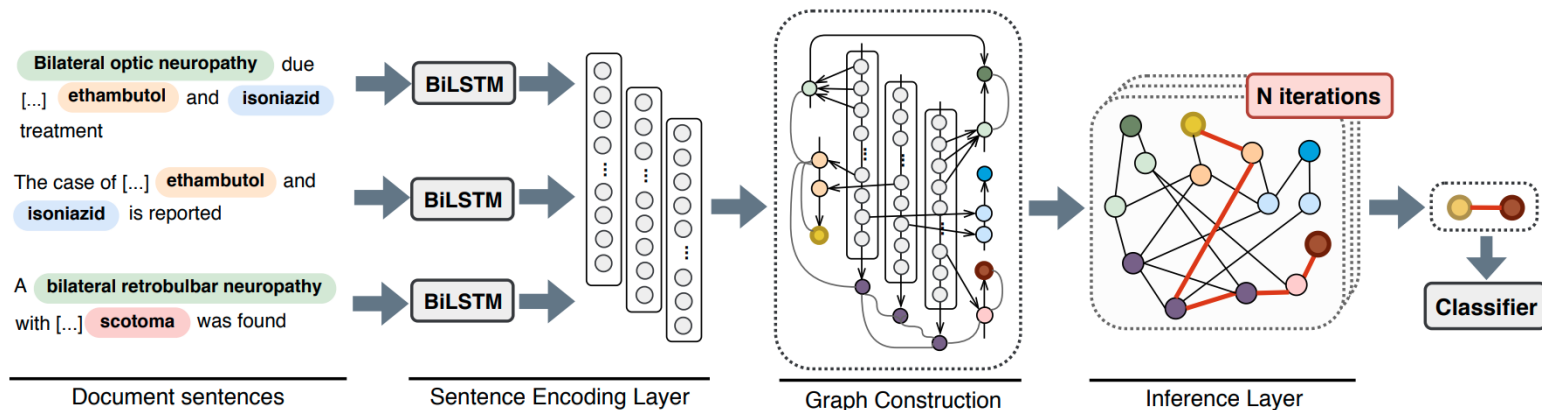 Bilateral optic neuropathy due
[...] ethambutol and isoniazid
treatment
The case of [...] ethambutol and
isoniazid is reported
A bilateral retrobulbar neuropathy
with [...] scotoma was found
Document sentences
BiLSTM
BiLSTM
BiLSTM
...
...
...
Sentence Encoding Layer
...
...
...
Graph Construction
N iterations
Inference Layer
Classifier